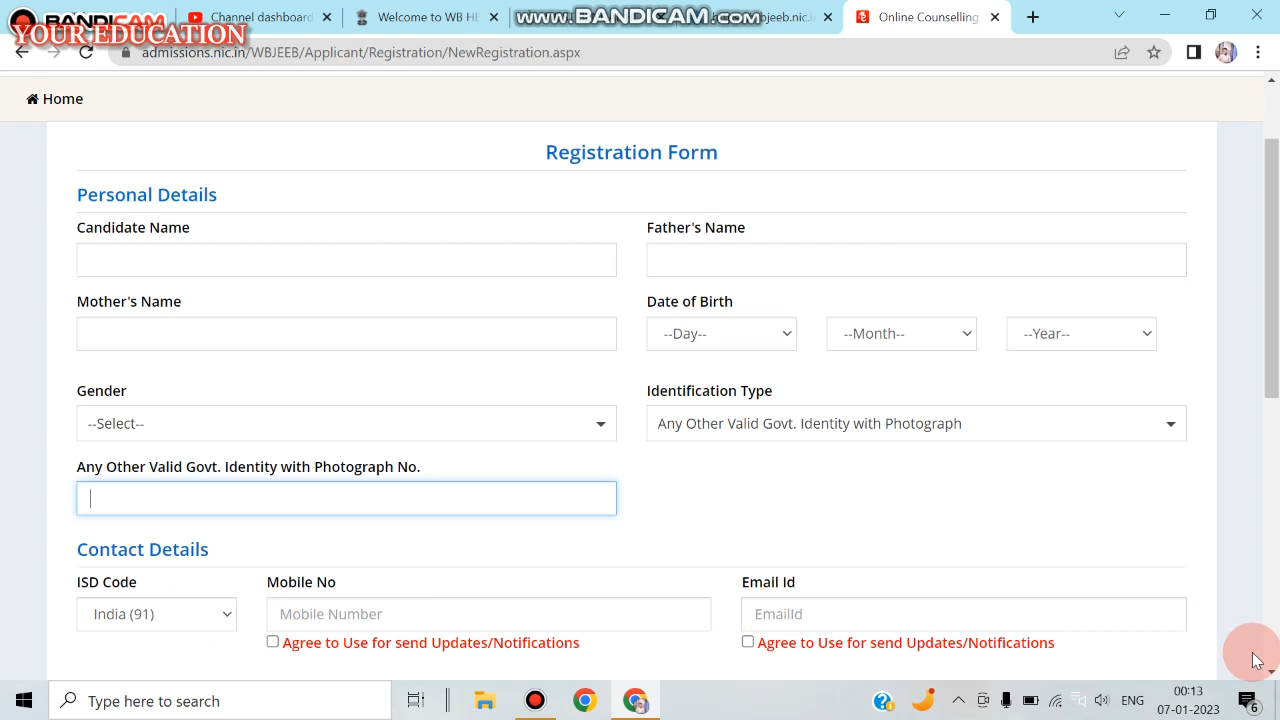 BANDICAM
YOUR EDUCATION
Channel dashboard
Welcome to WBJ
www.BANDICAM.com
jeeb.n
Online Counselling
admissions.nic.in/WBJEEB/Applicant/Registration/NewRegistration.aspx
Home
Registration Form
Personal Details
Candidate Name
Father's Name
Mother's Name
Date of Birth
--Day--
--Month--
--Year--
Gender
Identification Type
--Select--
Any Other Valid Govt. Identity with Photograph
Any Other Valid Govt. Identity with Photograph No.
Contact Details
ISD Code
Mobile No
Email Id
India (91)
Mobile Number
EmailId
Agree to Use for send Updates/Notifications
Agree to Use for send Updates/Notifications
Type here to search
ENG
00:13
07-01-2023
6